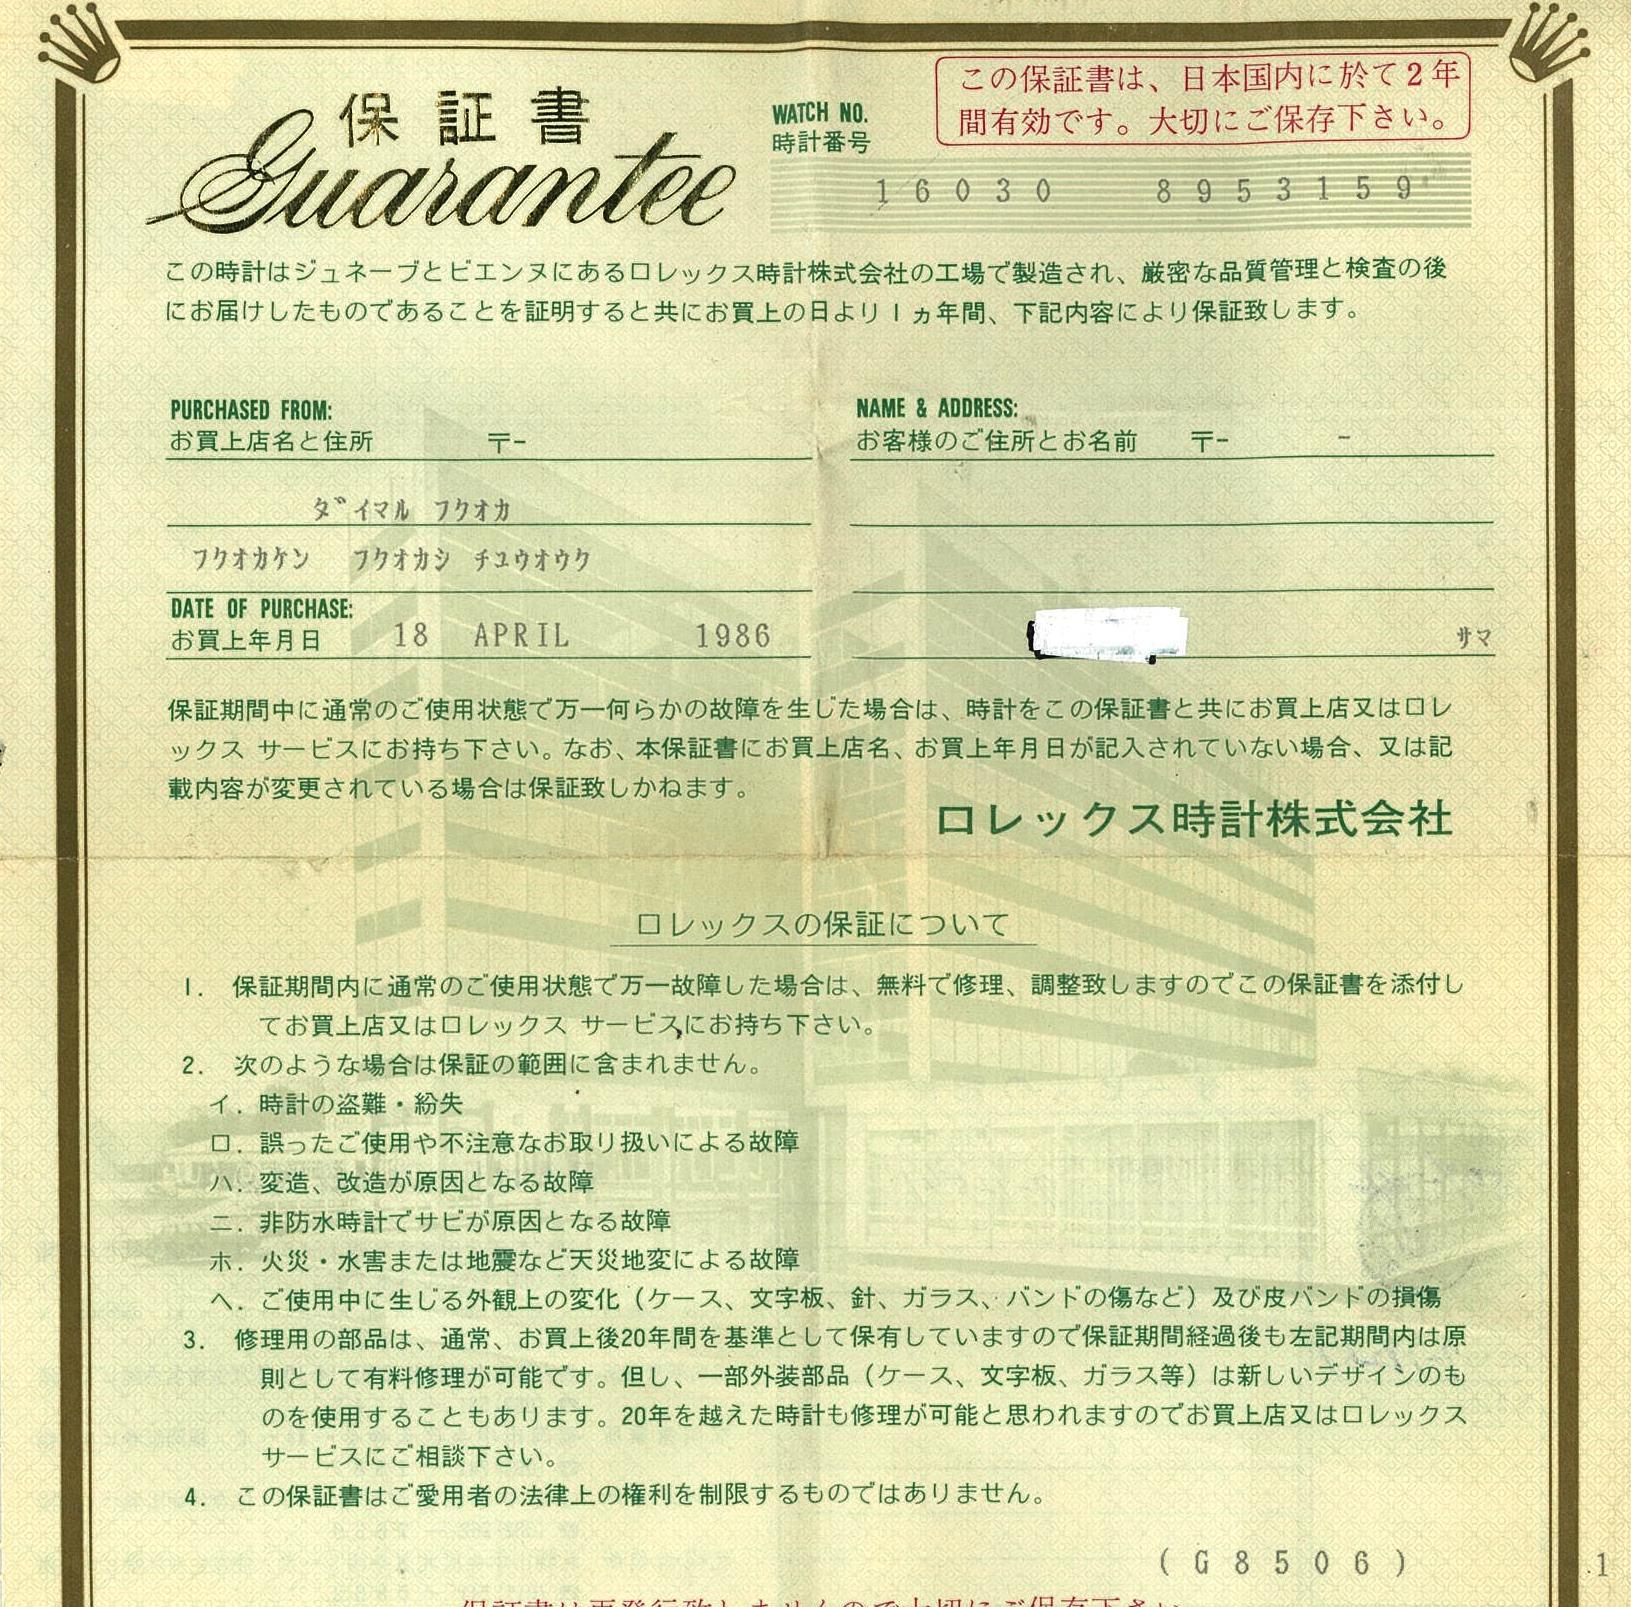 保証書
Guarantee
WATCH NO.
時計番号
この保証書は、日本国内に於て2年
間有効です。大切にご保存下さい。
16030 8953159
この時計はジュネーブとビエンヌにあるロレックス時計株式会社の工場で製造され、厳密な品質管理と検査の後
にお届けしたものであることを証明すると共にお買上の日より1ヵ年間、下記内容により保証致します。
PURCHASED FROM:
お買上店名と住所 〒-
ダイマル フクオカ
フクオカケン フクオカシ チユウオウク
DATE OF PURCHASE:
お買上年月日 18 APRIL 1986
NAME & ADDRESS:
お客様のご住所とお名前 〒- -
サマ
保証期間中に通常のご使用状態で万一何らかの故障を生じた場合は、時計をこの保証書と共にお買上店又はロレ
ックス サービスにお持ち下さい。なお、本保証書にお買上店名、お買上年月日が記入されていない場合、又は記
載内容が変更されている場合は保証致しかねます。
ロレックス時計株式会社
ロレックスの保証について
1. 保証期間内に通常のご使用状態で万一故障した場合は、無料で修理、調整致しますのでこの保証書を添付し
てお買上店又はロレックス サービスにお持ち下さい。
2. 次のような場合は保証の範囲に含まれません。
イ. 時計の盗難・紛失
ロ. 誤ったご使用や不注意なお取り扱いによる故障
ハ. 変造、改造が原因となる故障
ニ. 非防水時計でサビが原因となる故障
ホ. 火災・水害または地震など天災地変による故障
ヘ. ご使用中に生じる外観上の変化（ケース、文字板、針、ガラス、バンドの傷など）及び皮バンドの損傷
3. 修理用の部品は、通常、お買上後20年間を基準として保有していますので保証期間経過後も左記期間内は原
則として有料修理が可能です。但し、一部外装部品（ケース、文字板、ガラス等）は新しいデザインのも
のを使用することもあります。20年を越えた時計も修理が可能と思われますのでお買上店又はロレックス
サービスにご相談下さい。
4. この保証書はご愛用者の法律上の権利を制限するものではありません。
(G8506)
1
保証書は再発行致しませんので大切にご保存下さい